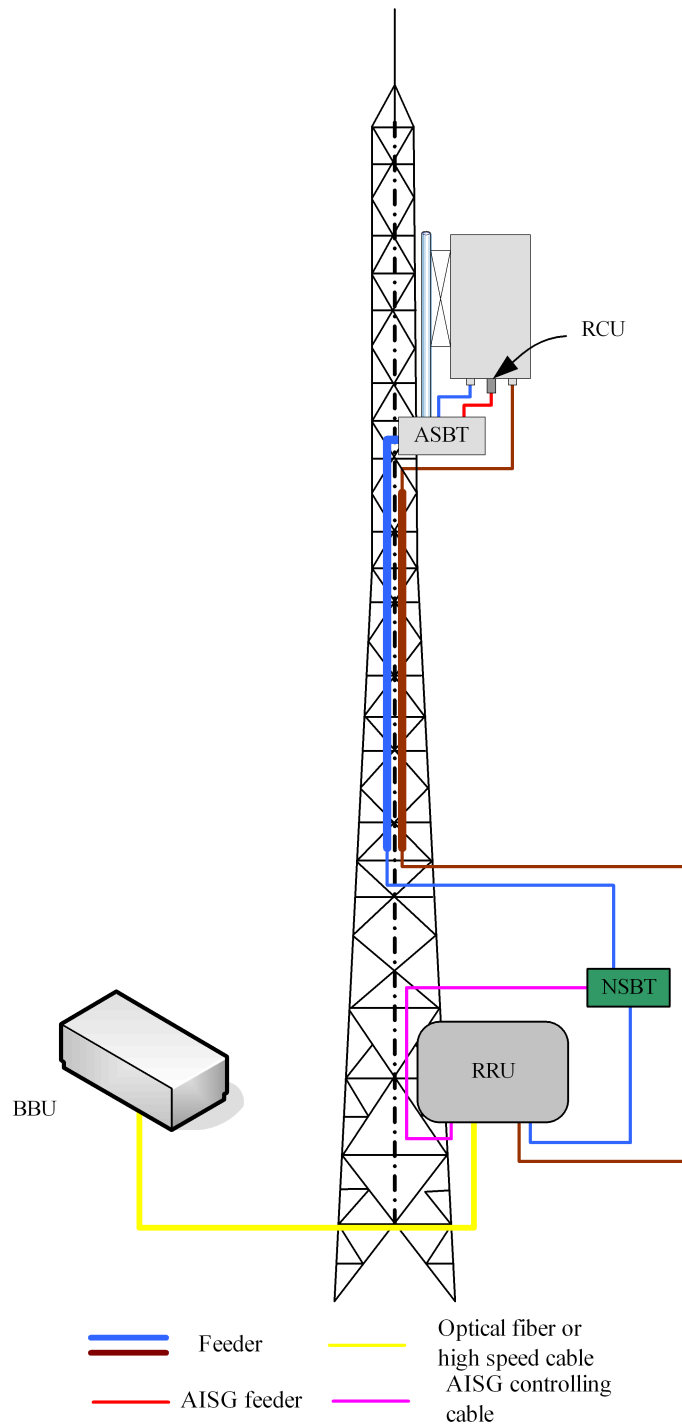 RCU
ASBT
NSBT
RRU
BBU
Feeder
Optical fiber or
high speed cable
AISG feeder
AISG controlling
cable